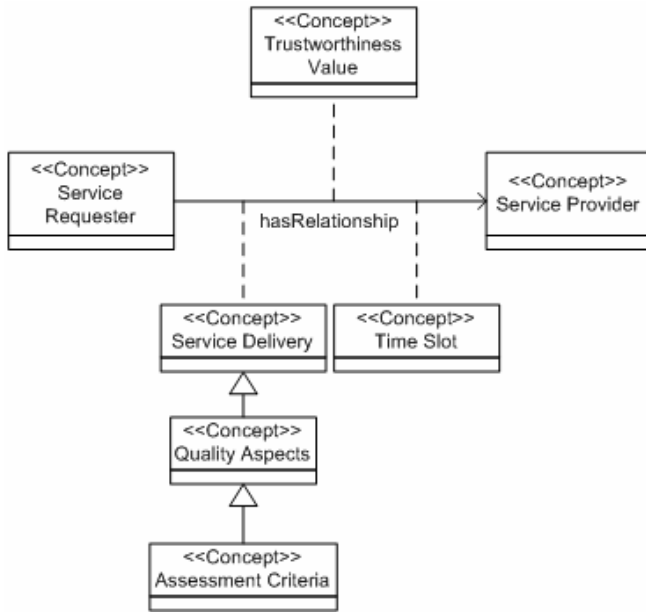 <<Concept>>
Trustworthiness
Value
<<Concept>>
Service
Requester
<<Concept>>
Service Provider
hasRelationship
<<Concept>>
Service Delivery
<<Concept>>
Time Slot
<<Concept>>
Quality Aspects
<<Concept>>
Assessment Criteria